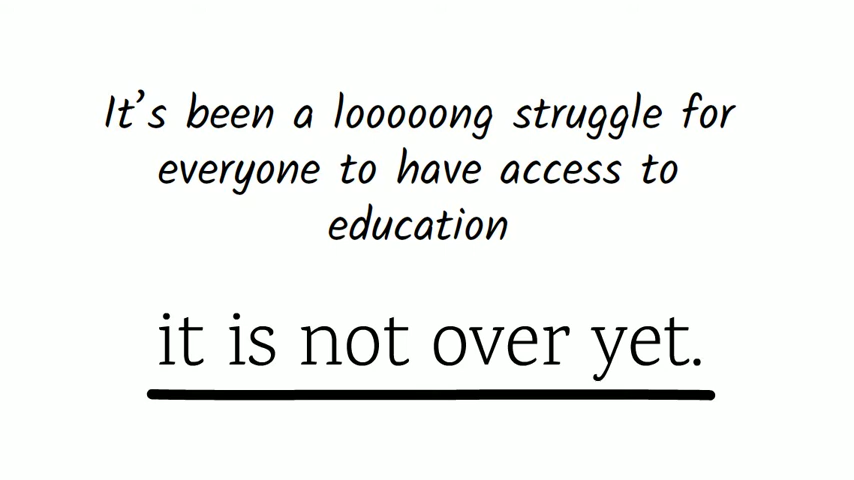 It's been a looooong struggle for
everyone to have access to
education
it is not over yet.